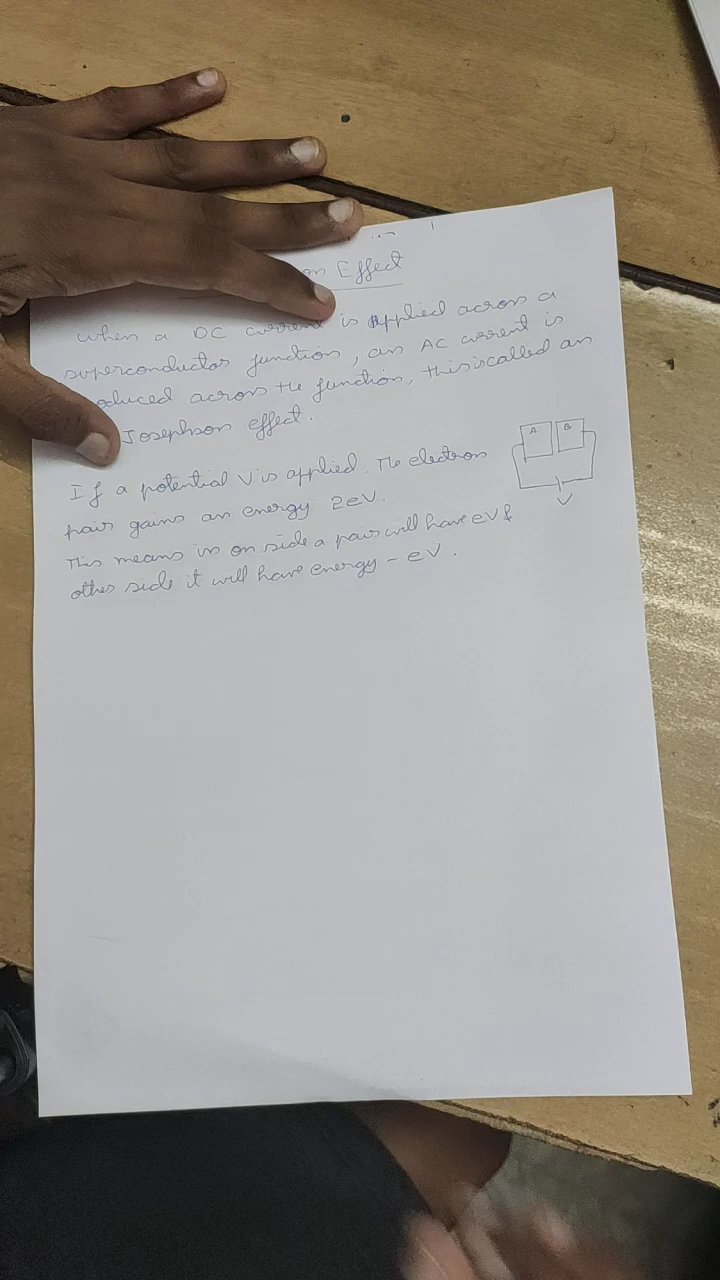 on Effect
when a DC current is applied across a
superconductor junction, an AC current is
oduced across the junction, this is called an
Josephson effect.
If a potential V is applied. The electron
pair gains an energy 2eV.
This means in on side a pair will have eV &
other side it will have energy - eV.
A B
V